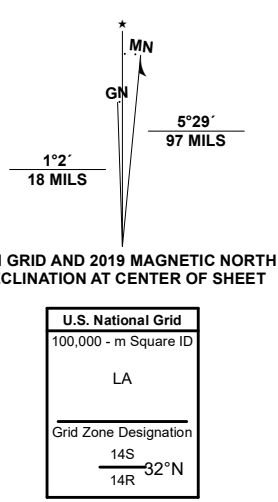 ★
MN
GN
5°29´
97 MILS
1°2´
18 MILS
GRID AND 2019 MAGNETIC NORTH
CLINATION AT CENTER OF SHEET
U.S. National Grid
100,000 - m Square ID
LA
Grid Zone Designation
14S
32°N
14R